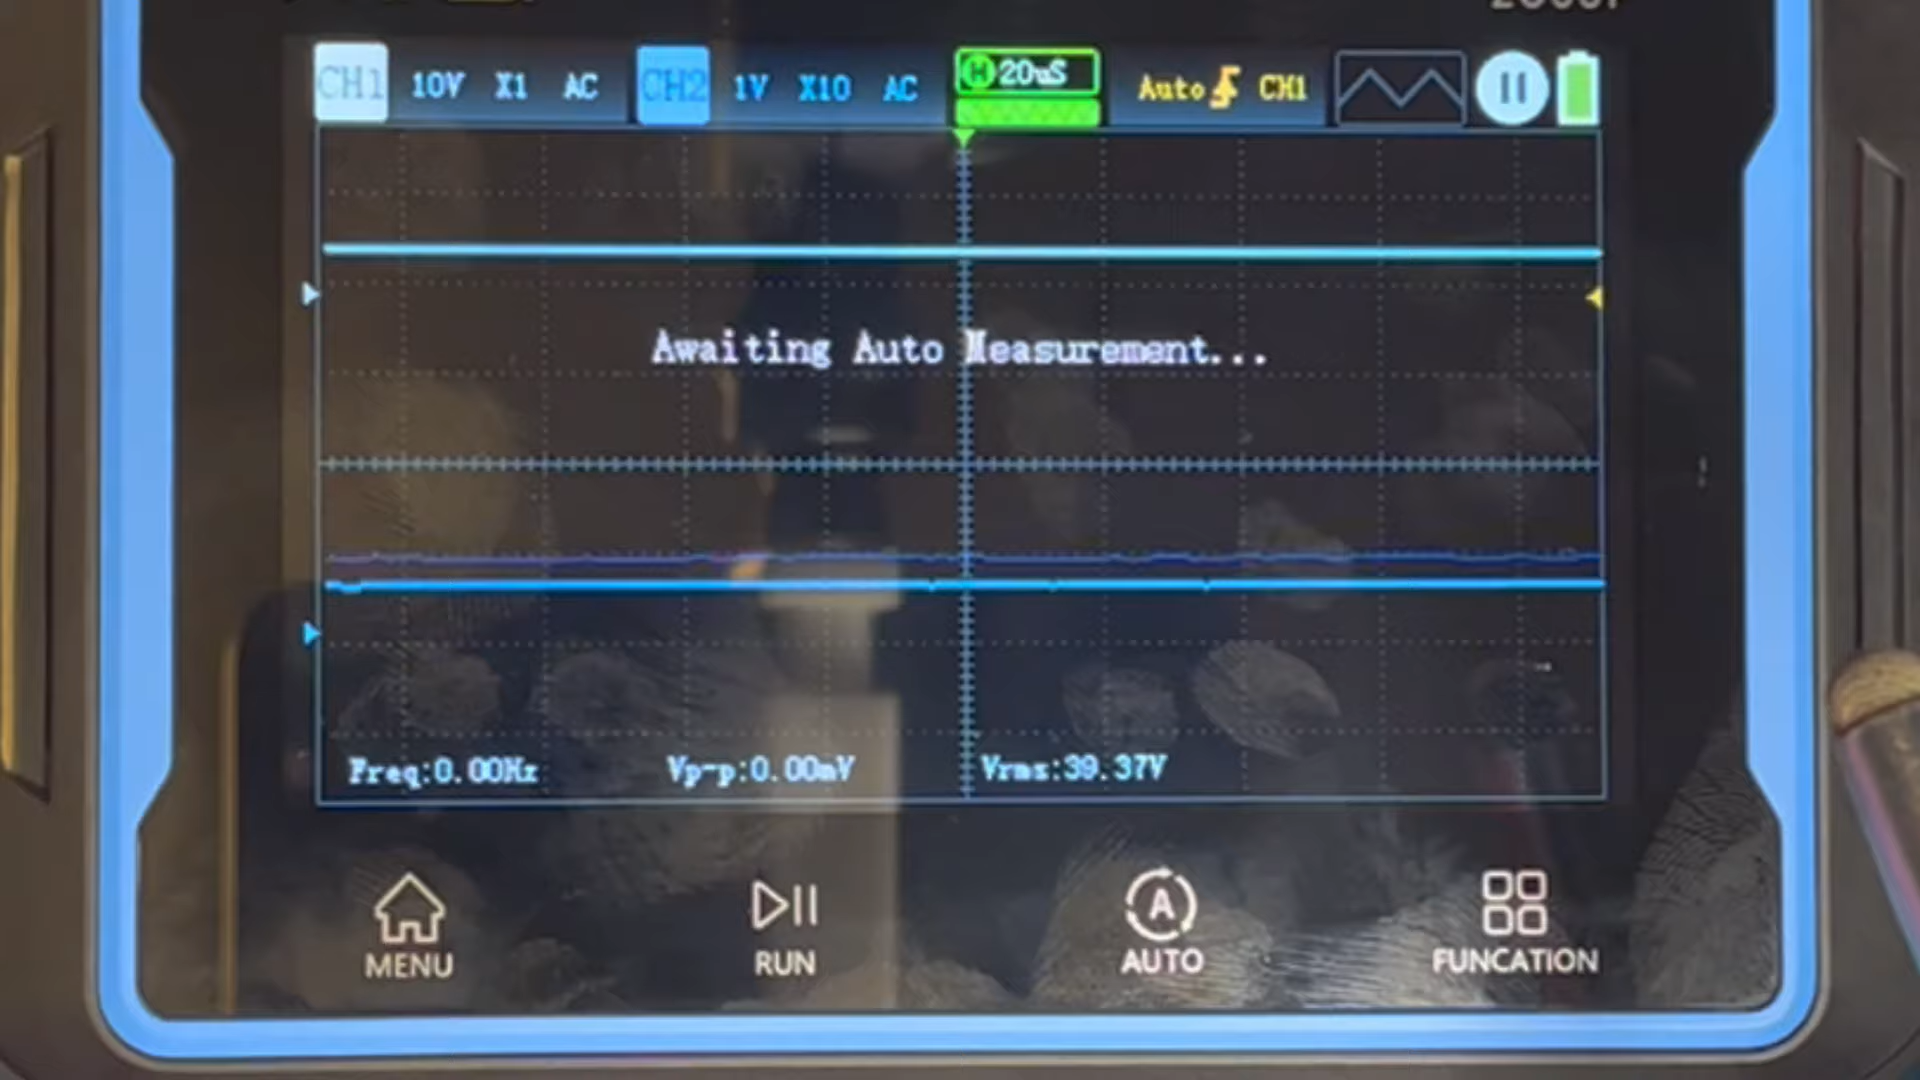 CH1 10V X1 AC CH2 1V X10 AC H 20uS Auto CH1
Awaiting Auto Measurement...
Freq:0.00Hz Vp-p:0.00mV Vrms:39.37V
MENU RUN A AUTO FUNCATION